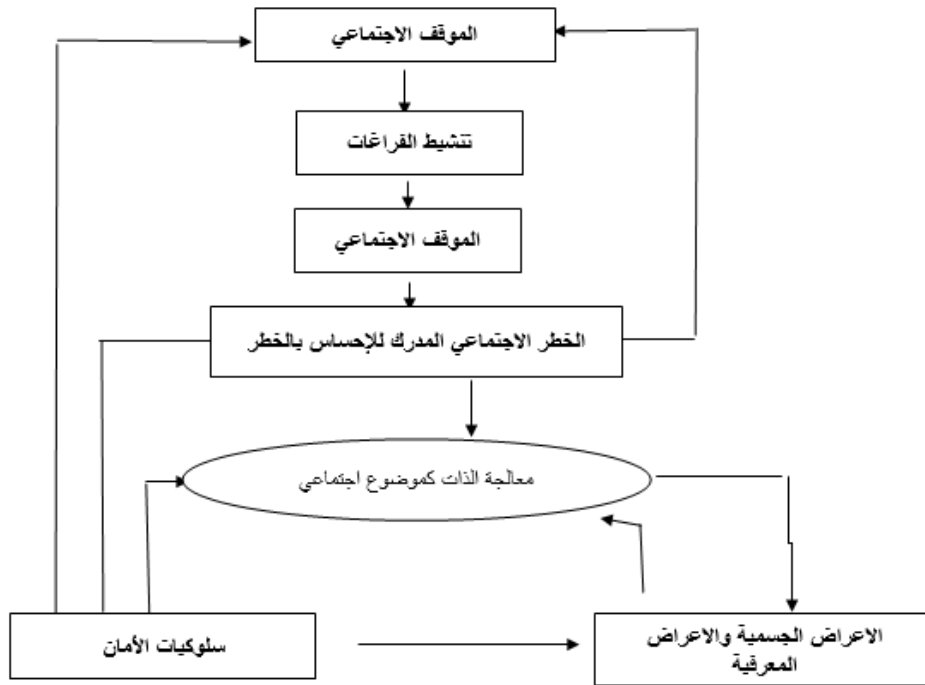 الموقف الاجتماعي
تنشيط الفراغات
الموقف الاجتماعي
الخطر الاجتماعي المدرك للإحساس بالخطر
معالجة الذات كموضوع اجتماعي
سلوكيات الأمان
الاعراض الجسمية والاعراض
المعرفية